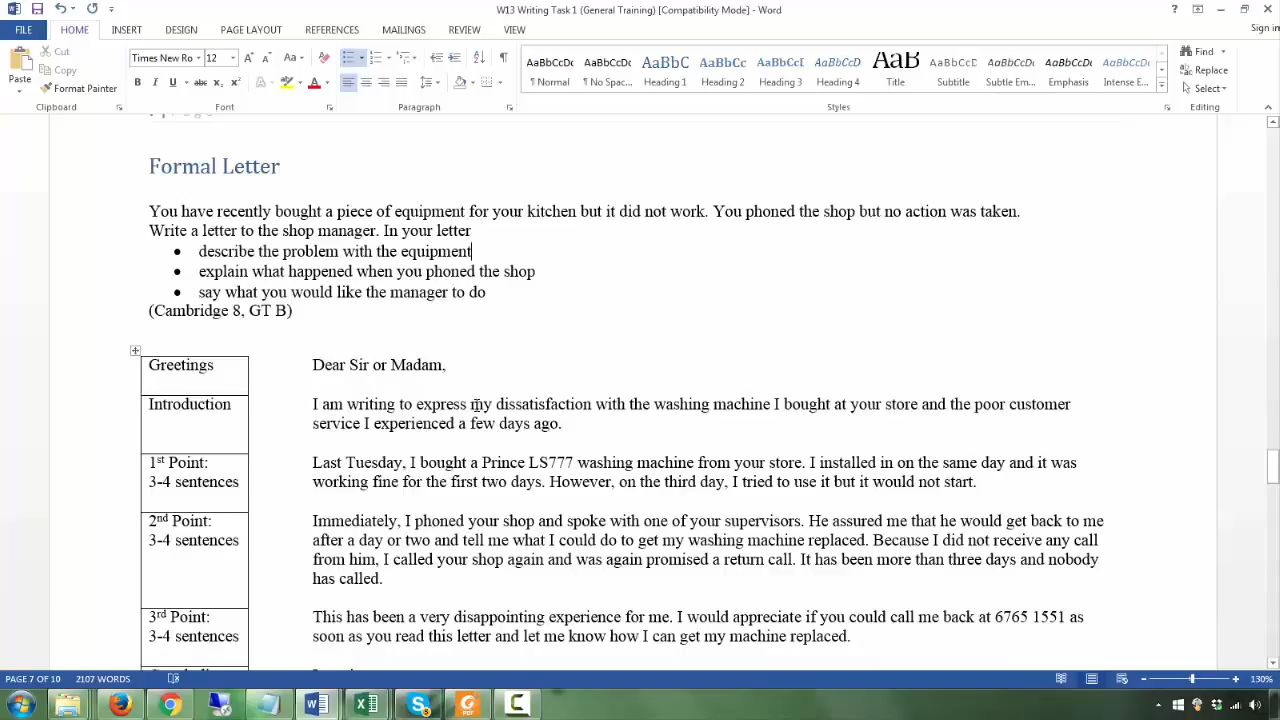 W13 Writing Task 1 (General Training) [Compatibility Mode] - Word
FILE HOME INSERT DESIGN PAGE LAYOUT REFERENCES MAILINGS REVIEW VIEW Sign in
Paste
Cut
Copy
Format Painter
Clipboard
Times New Ro 12
Font
Paragraph
AaBbCcDc AaBbCcDc AaBbC AaBbCc AaBbCcI AaBbCcD AaB AaBbCcD AaBbCcDt AaBbCcDt AaBbCcDt
¶ Normal ¶ No Spac... Heading 1 Heading 2 Heading 3 Heading 4 Title Subtitle Subtle Em... Emphasis Intense E...
Styles
Find
Replace
Select
Editing
Formal Letter
You have recently bought a piece of equipment for your kitchen but it did not work. You phoned the shop but no action was taken.
Write a letter to the shop manager. In your letter
• describe the problem with the equipment
• explain what happened when you phoned the shop
• say what you would like the manager to do
(Cambridge 8, GT B)
Greetings Dear Sir or Madam,
Introduction I am writing to express my dissatisfaction with the washing machine I bought at your store and the poor customer
service I experienced a few days ago.
1st Point: Last Tuesday, I bought a Prince LS777 washing machine from your store. I installed in on the same day and it was
3-4 sentences working fine for the first two days. However, on the third day, I tried to use it but it would not start.
2nd Point: Immediately, I phoned your shop and spoke with one of your supervisors. He assured me that he would get back to me
3-4 sentences after a day or two and tell me what I could do to get my washing machine replaced. Because I did not receive any call
from him, I called your shop again and was again promised a return call. It has been more than three days and nobody
has called.
3rd Point: This has been a very disappointing experience for me. I would appreciate if you could call me back at 6765 1551 as
3-4 sentences soon as you read this letter and let me know how I can get my machine replaced.
PAGE 7 OF 10 2107 WORDS 130%